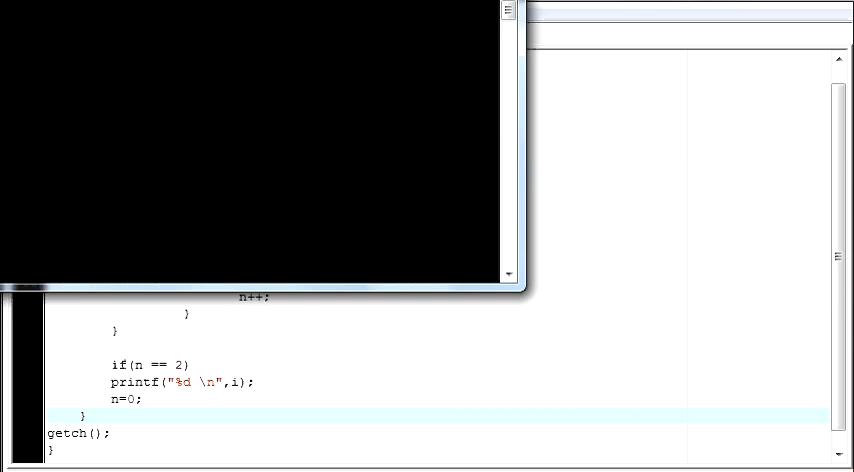 n++;
}
}
if(n == 2)
printf("%d \n",i);
n=0;
}
getch();
}